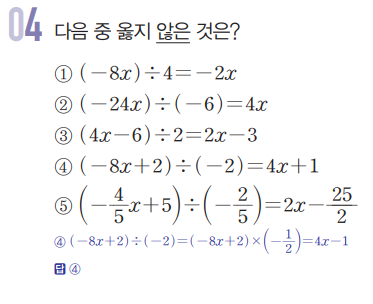 04 다음 중 옳지 않은 것은?
① (−8x)÷4=−2x
② (−24x)÷(−6)=4x
③ (4x−6)÷2=2x−3
④ (−8x+2)÷(−2)=4x+1
⑤ (−4/5x+5)÷(−2/5)=2x−25/2
④ (−8x+2)÷(−2)=(−8x+2)×(−1/2)=4x−1
답 ④